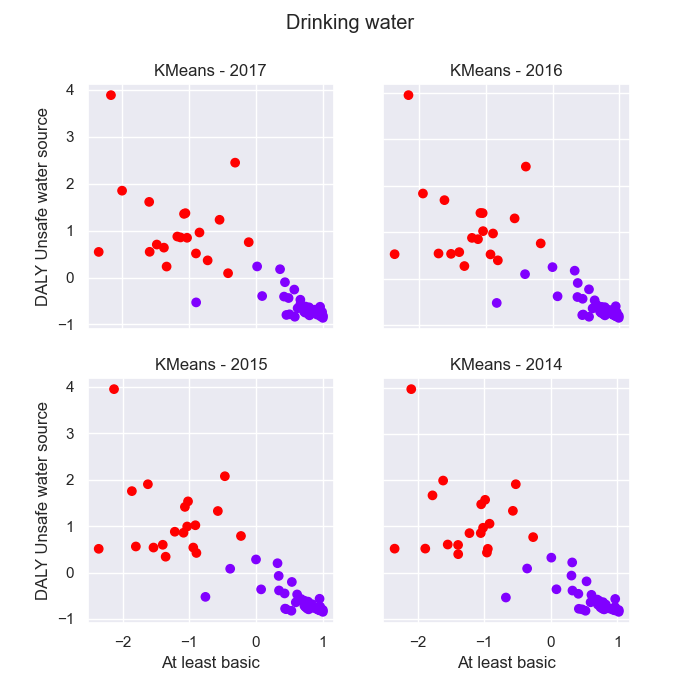 Drinking water
KMeans - 2017
KMeans - 2016
4
3
2
1
0
−1
DALY Unsafe water source
KMeans - 2015
KMeans - 2014
4
3
2
1
0
−1
DALY Unsafe water source
−2 −1 0 1
−2 −1 0 1
At least basic
At least basic